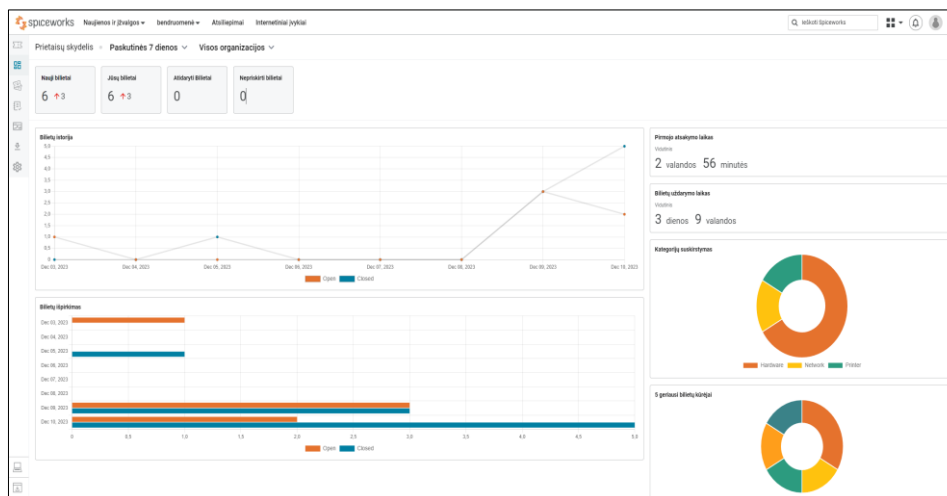 spiceworks Naujienos ir įžvalgos bendruomenė Atsiliepimai Internetiniai įvykiai Ieškoti Spiceworks
Prietaisų skydelis Paskutinės 7 dienos Visos organizacijos
Nauji bilietai Jūsų bilietai Atidaryti Bilietai Nepriskirti bilietai
6 ↑3 6 ↑3 0 0
Bilietų istorija
5,0
4,5
4,0
3,5
3,0
2,5
2,0
1,5
1,0
0,5
0
Dec 03, 2023 Dec 04, 2023 Dec 05, 2023 Dec 06, 2023 Dec 07, 2023 Dec 08, 2023 Dec 09, 2023 Dec 10, 2023
Open Closed
Bilietų išpirkimas
Dec 03, 2023
Dec 04, 2023
Dec 05, 2023
Dec 06, 2023
Dec 07, 2023
Dec 08, 2023
Dec 09, 2023
Dec 10, 2023
0 0,5 1,0 1,5 2,0 2,5 3,0 3,5 4,0 4,5 5,0
Open Closed
Pirmojo atsakymo laikas
Vidutinis
2 valandos 56 minutės
Bilietų uždarymo laikas
Vidutinis
3 dienos 9 valandos
Kategorijų suskirstymas
Hardware Network Printer
5 geriausi bilietų kūrėjai